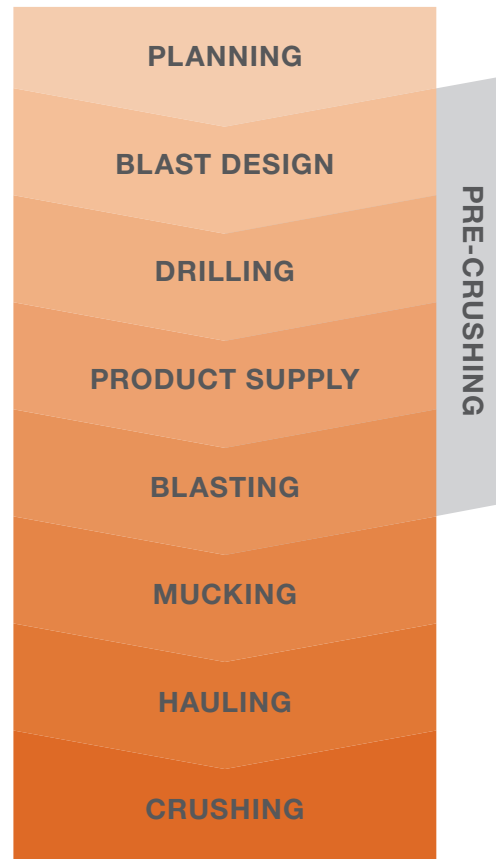 PLANNING
BLAST DESIGN
DRILLING
PRODUCT SUPPLY
BLASTING
MUCKING
HAULING
CRUSHING
PRE-CRUSHING